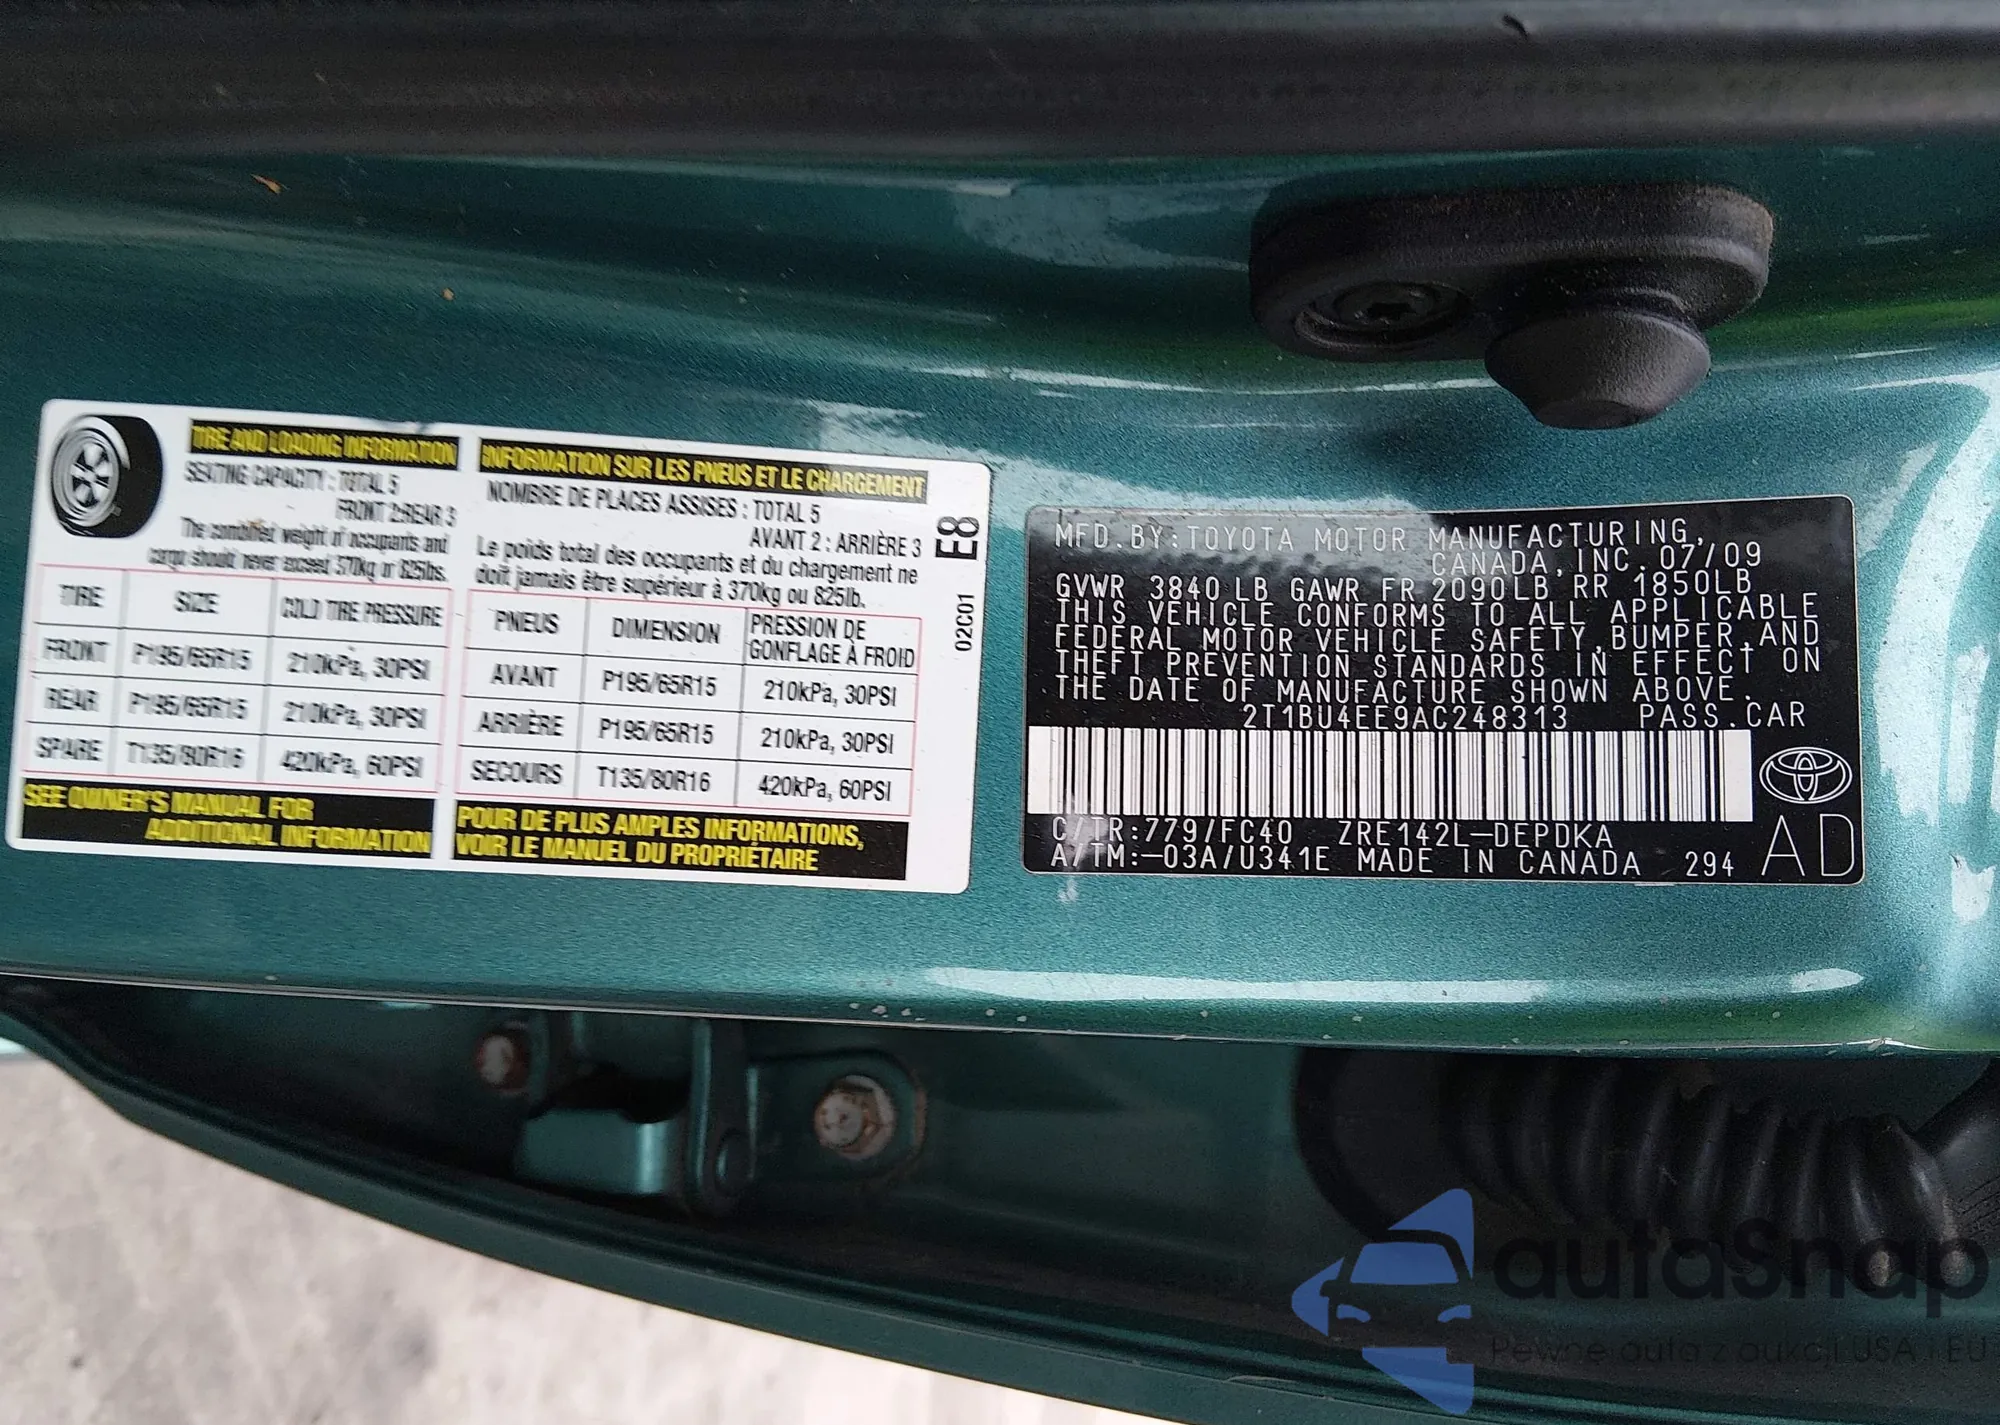 TIRE AND LOADING INFORMATION
SEATING CAPACITY : TOTAL 5
FRONT 2:REAR 3
The combined weight of occupants and
cargo should never exceed 370kg or 825lbs.
TIRE SIZE COLD TIRE PRESSURE
FRONT P195/65R15 210kPa, 30PSI
REAR P195/65R15 210kPa, 30PSI
SPARE T135/80R16 420kPa, 60PSI
SEE OWNER'S MANUAL FOR
ADDITIONAL INFORMATION
INFORMATION SUR LES PNEUS ET LE CHARGEMENT
NOMBRE DE PLACES ASSISES : TOTAL 5
AVANT 2 : ARRIÈRE 3
Le poids total des occupants et du chargement ne
doit jamais être supérieur à 370kg ou 825lb.
PNEUS DIMENSION PRESSION DE
GONFLAGE À FROID
AVANT P195/65R15 210kPa, 30PSI
ARRIÈRE P195/65R15 210kPa, 30PSI
SECOURS T135/80R16 420kPa, 60PSI
POUR DE PLUS AMPLES INFORMATIONS,
VOIR LE MANUEL DU PROPRIÉTAIRE
E8
02C01
MFD.BY:TOYOTA MOTOR MANUFACTURING,
CANADA,INC.07/09
GVWR 3840LB GAWR FR 2090LB RR 1850LB
THIS VEHICLE CONFORMS TO ALL APPLICABLE
FEDERAL MOTOR VEHICLE SAFETY,BUMPER,AND
THEFT PREVENTION STANDARDS IN EFFECT ON
THE DATE OF MANUFACTURE SHOWN ABOVE.
2T1BU4EE9AC248313 PASS.CAR
C/TR:779/FC40 ZRE142L-DEPDKA
A/TM:-03A/U341E MADE IN CANADA 294
AD
autaSnap
Pewne auta z aukcji USA i EU